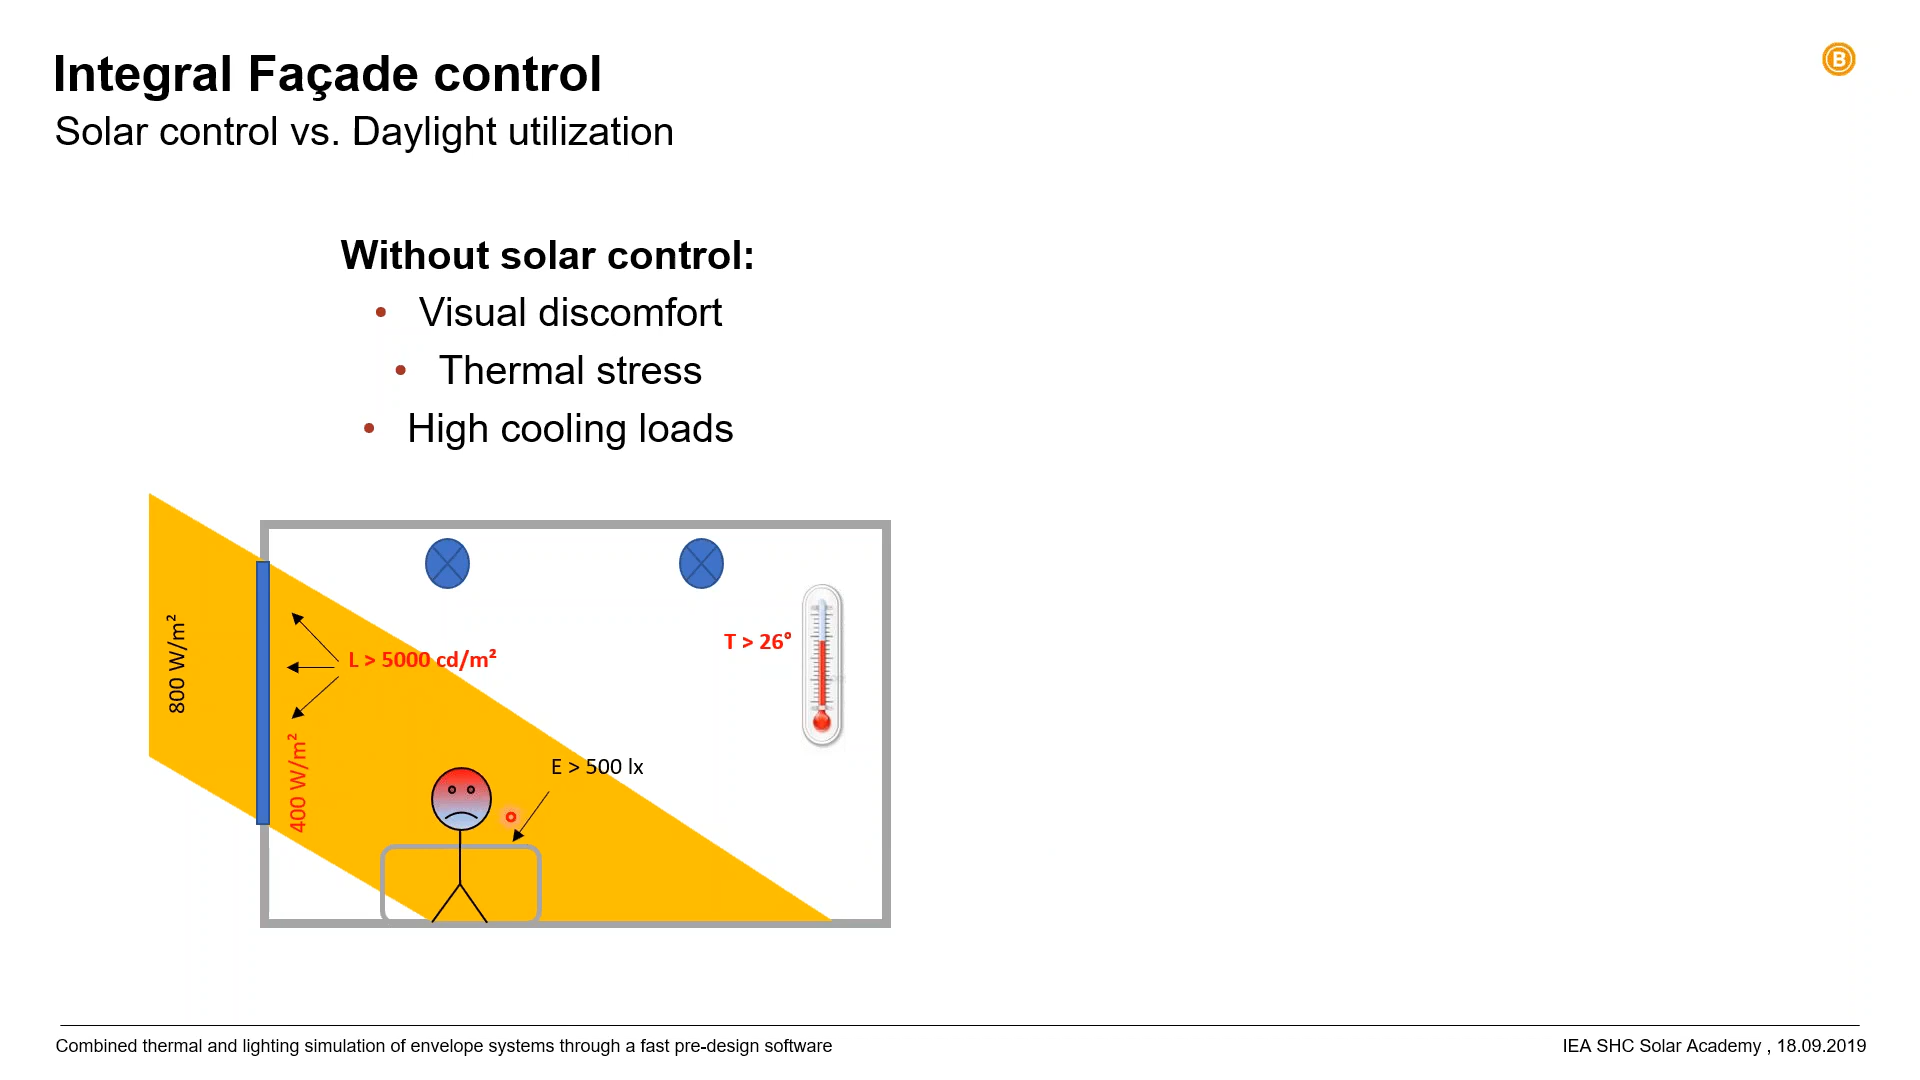 Integral Façade control
Solar control vs. Daylight utilization
B
Without solar control:
• Visual discomfort
• Thermal stress
• High cooling loads
800 W/m²
L > 5000 cd/m²
T > 26°
400 W/m²
E > 500 lx
Combined thermal and lighting simulation of envelope systems through a fast pre-design software
IEA SHC Solar Academy , 18.09.2019